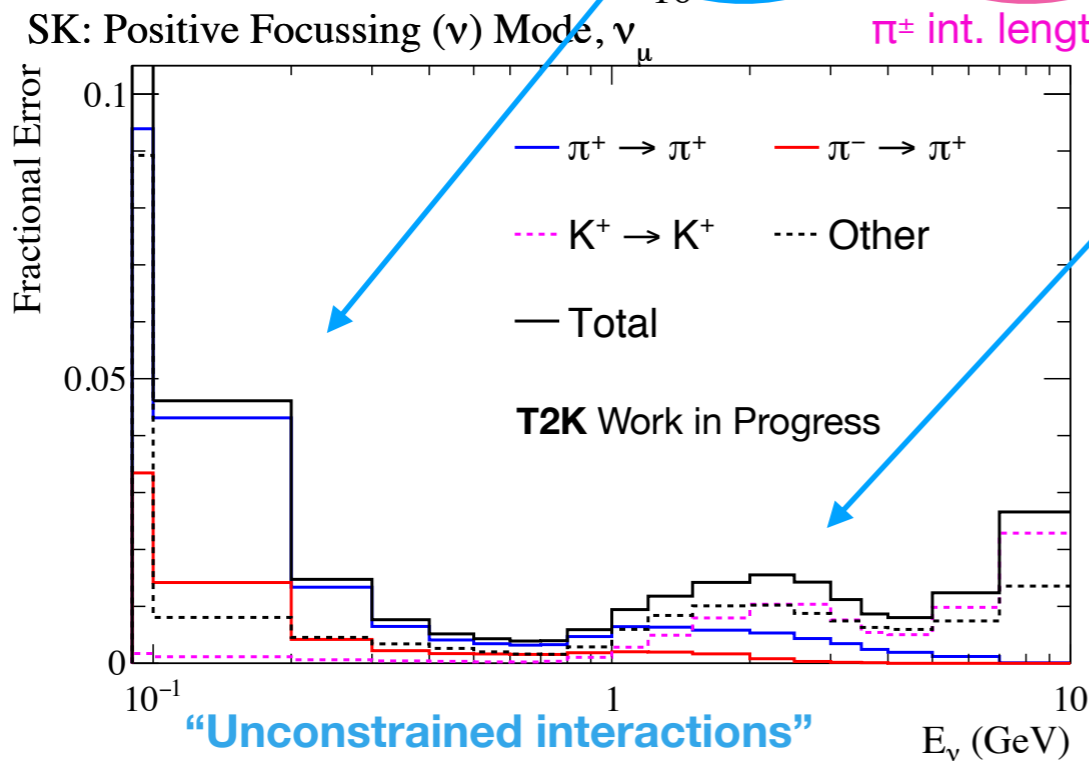 SK: Positive Focussing (ν) Mode, ν_μ
π± int. lengt
Fractional Error
0.1
π⁺ → π⁺
π⁻ → π⁺
K⁺ → K⁺
Other
Total
0.05
T2K Work in Progress
0
10⁻¹
1
10
"Unconstrained interactions"
E_ν (GeV)